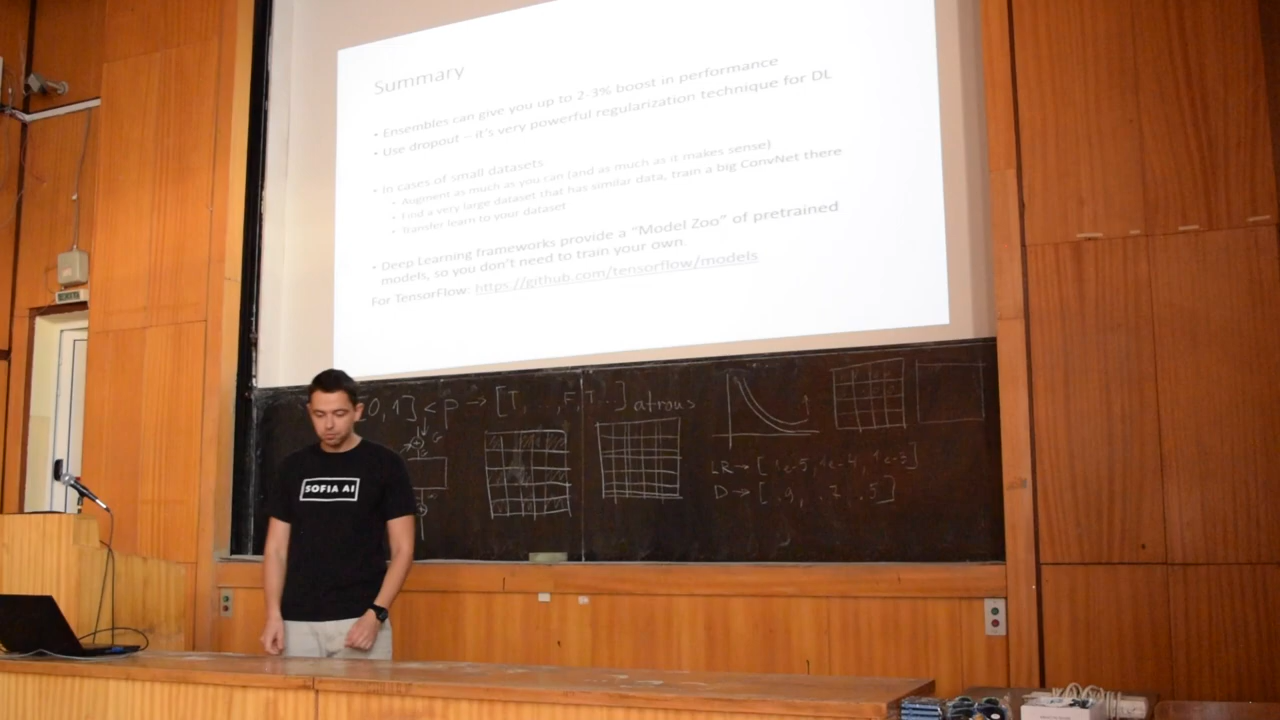 Summary
• Ensembles can give you up to 2-3% boost in performance
• Use dropout – it's very powerful regularization technique for DL
• In cases of small datasets
• Augment as much as you can (and as much as it makes sense)
• Find a very large dataset that has similar data, train a big ConvNet there
• Transfer learn to your dataset
• Deep Learning frameworks provide a "Model Zoo" of pretrained
models, so you don't need to train your own.
For TensorFlow: https://github.com/tensorflow/models
0,1] < p → [T, ..., F, T...] atrous
LR → [1e-5, 1e-4, 1e-3]
D → [.9, .7 .5]
SOFIA AI